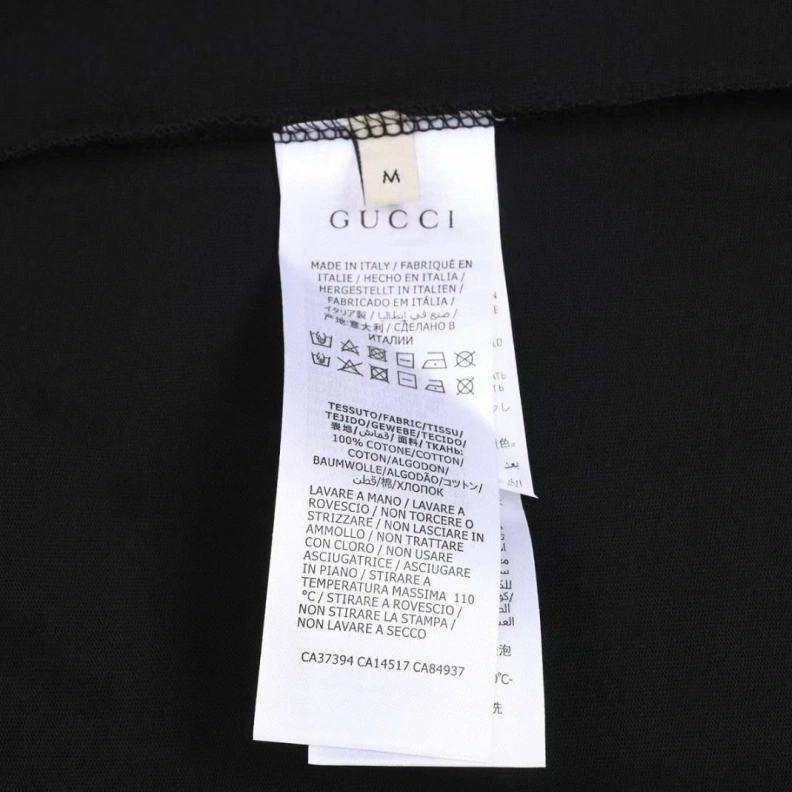 M
GUCCI
MADE IN ITALY / FABRIQUÉ EN
ITALIE / HECHO EN ITALIA /
HERGESTELLT IN ITALIEN /
FABRICADO EM ITÁLIA /
イタリア製 / صنع في إيطاليا /
产地:意大利 / СДЕЛАНО В
ИТАЛИИ
TESSUTO/FABRIC/TISSU/
TEJIDO/GEWEBE/TECIDO/
表地/قماش/ 面料/ ТКАНЬ:
100% COTONE/COTTON/
COTON/ALGODON/
BAUMWOLLE/ALGODÃO/コットン/
قطن/棉/ХЛОПОК
LAVARE A MANO / LAVARE A
ROVESCIO / NON TORCERE O
STRIZZARE / NON LASCIARE IN
AMMOLLO / NON TRATTARE
CON CLORO / NON USARE
ASCIUGATRICE / ASCIUGARE
IN PIANO / STIRARE A
TEMPERATURA MASSIMA 110
°C / STIRARE A ROVESCIO /
NON STIRARE LA STAMPA /
NON LAVARE A SECCO
CA37394 CA14517 CA84937